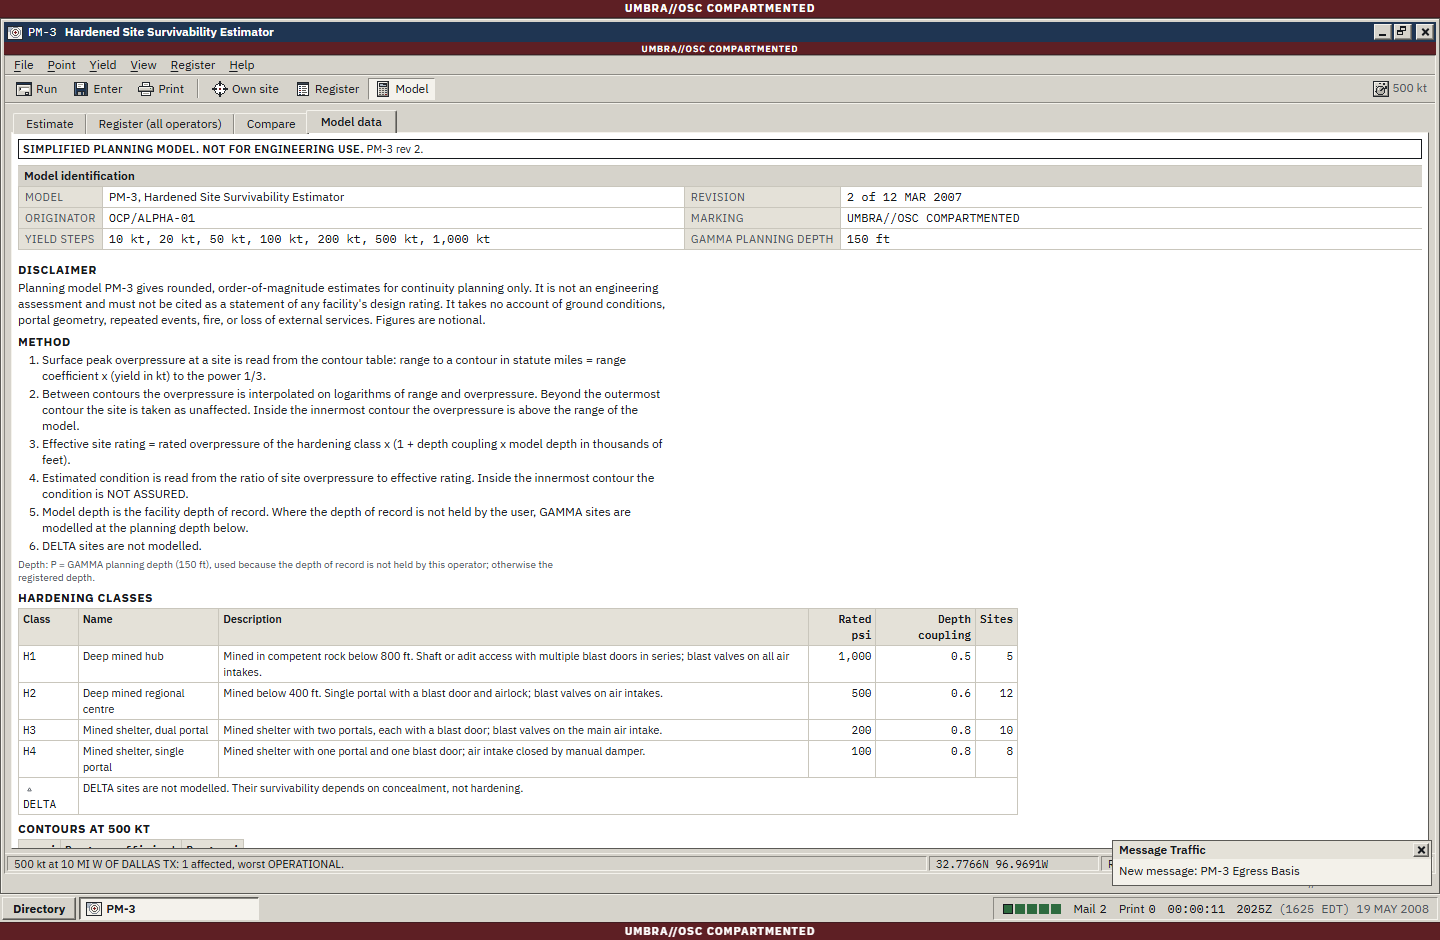 UMBRA//OSC COMPARTMENTED
PM-3 Hardened Site Survivability Estimator
UMBRA//OSC COMPARTMENTED
File Point Yield View Register Help
Run Enter Print Own site Register Model 500 kt
Estimate Register (all operators) Compare Model data
SIMPLIFIED PLANNING MODEL. NOT FOR ENGINEERING USE. PM-3 rev 2.
Model identification
MODEL PM-3, Hardened Site Survivability Estimator REVISION 2 of 12 MAR 2007
ORIGINATOR OCP/ALPHA-01 MARKING UMBRA//OSC COMPARTMENTED
YIELD STEPS 10 kt, 20 kt, 50 kt, 100 kt, 200 kt, 500 kt, 1,000 kt GAMMA PLANNING DEPTH 150 ft
DISCLAIMER
Planning model PM-3 gives rounded, order-of-magnitude estimates for continuity planning only. It is not an engineering
assessment and must not be cited as a statement of any facility's design rating. It takes no account of ground conditions,
portal geometry, repeated events, fire, or loss of external services. Figures are notional.
METHOD
1. Surface peak overpressure at a site is read from the contour table: range to a contour in statute miles = range
coefficient x (yield in kt) to the power 1/3.
2. Between contours the overpressure is interpolated on logarithms of range and overpressure. Beyond the outermost
contour the site is taken as unaffected. Inside the innermost contour the overpressure is above the range of the
model.
3. Effective site rating = rated overpressure of the hardening class x (1 + depth coupling x model depth in thousands of
feet).
4. Estimated condition is read from the ratio of site overpressure to effective rating. Inside the innermost contour the
condition is NOT ASSURED.
5. Model depth is the facility depth of record. Where the depth of record is not held by the user, GAMMA sites are
modelled at the planning depth below.
6. DELTA sites are not modelled.
Depth: P = GAMMA planning depth (150 ft), used because the depth of record is not held by this operator; otherwise the
registered depth.
HARDENING CLASSES
Class Name Description Rated psi Depth coupling Sites
H1 Deep mined hub Mined in competent rock below 800 ft. Shaft or adit access with multiple blast doors in series; blast valves on all air intakes. 1,000 0.5 5
H2 Deep mined regional centre Mined below 400 ft. Single portal with a blast door and airlock; blast valves on air intakes. 500 0.6 12
H3 Mined shelter, dual portal Mined shelter with two portals, each with a blast door; blast valves on the main air intake. 200 0.8 10
H4 Mined shelter, single portal Mined shelter with one portal and one blast door; air intake closed by manual damper. 100 0.8 8
DELTA DELTA sites are not modelled. Their survivability depends on concealment, not hardening.
CONTOURS AT 500 KT
500 kt at 10 MI W OF DALLAS TX: 1 affected, worst OPERATIONAL. 32.7766N 96.9691W
Message Traffic
New message: PM-3 Egress Basis
Directory PM-3 Mail 2 Print 0 00:00:11 2025Z (1625 EDT) 19 MAY 2008
UMBRA//OSC COMPARTMENTED